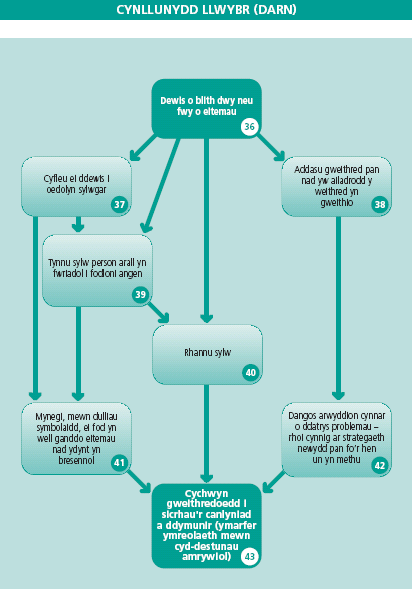 CYNLLUNYDD LLWYBR (DARN)
Dewis o blith dwy neu
fwy o eitemau
36
Cyfleu ei ddewis i
oedolyn sylwgar
37
Addasu gweithred pan
nad yw ailadrodd y
weithred yn
gweithio
38
Tynnu sylw person arall yn
fwriadol i fodloni angen
39
Rhannu sylw
40
Mynegi, mewn dulliau
symbolaidd, ei fod yn
well ganddo eitemau
nad ydynt yn
bresennol
41
Dangos arwyddion cynnar
o ddatrys problemau –
rhoi cynnig ar strategaeth
newydd pan fo'r hen
un yn methu
42
Cychwyn
gweithredoedd i
sicrhau'r canlyniad
a ddymunir (ymarfer
ymreolaeth mewn
cyd-destunau
amrywiol)
43